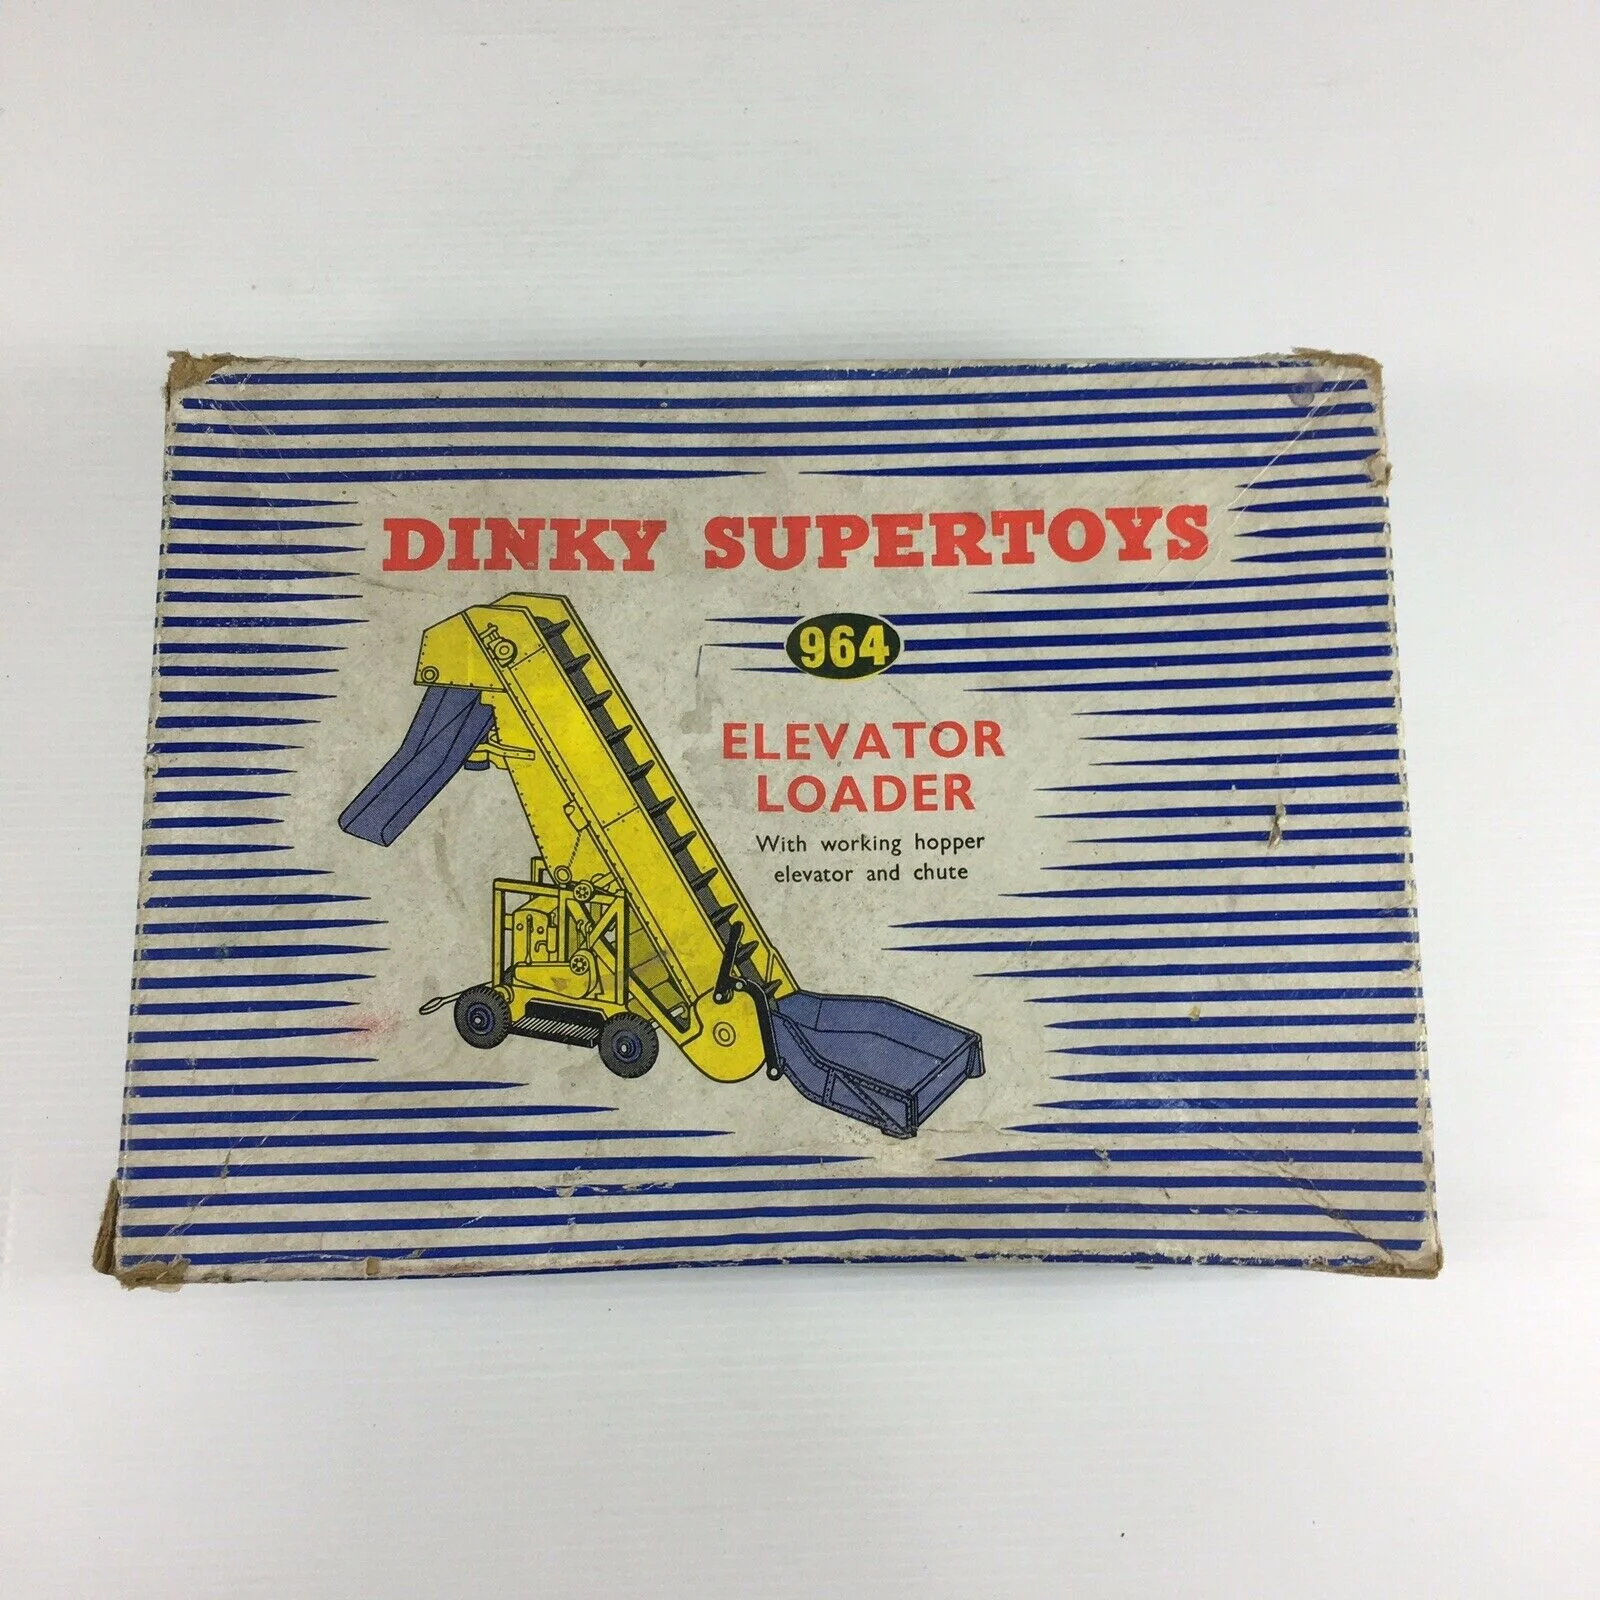 DINKY SUPERTOYS
964
ELEVATOR
LOADER
With working hopper
elevator and chute